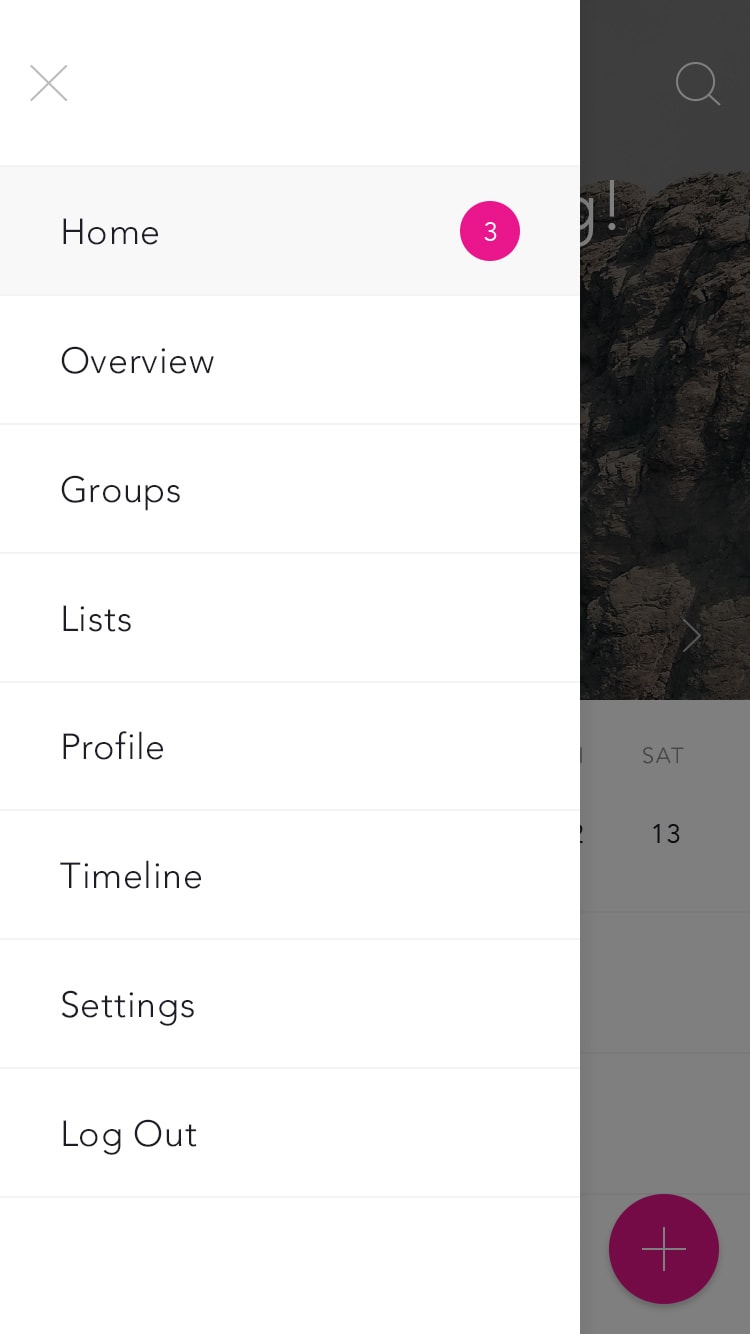 Home 3
Overview
Groups
Lists
Profile
Timeline
Settings
Log Out
g!
SAT
13